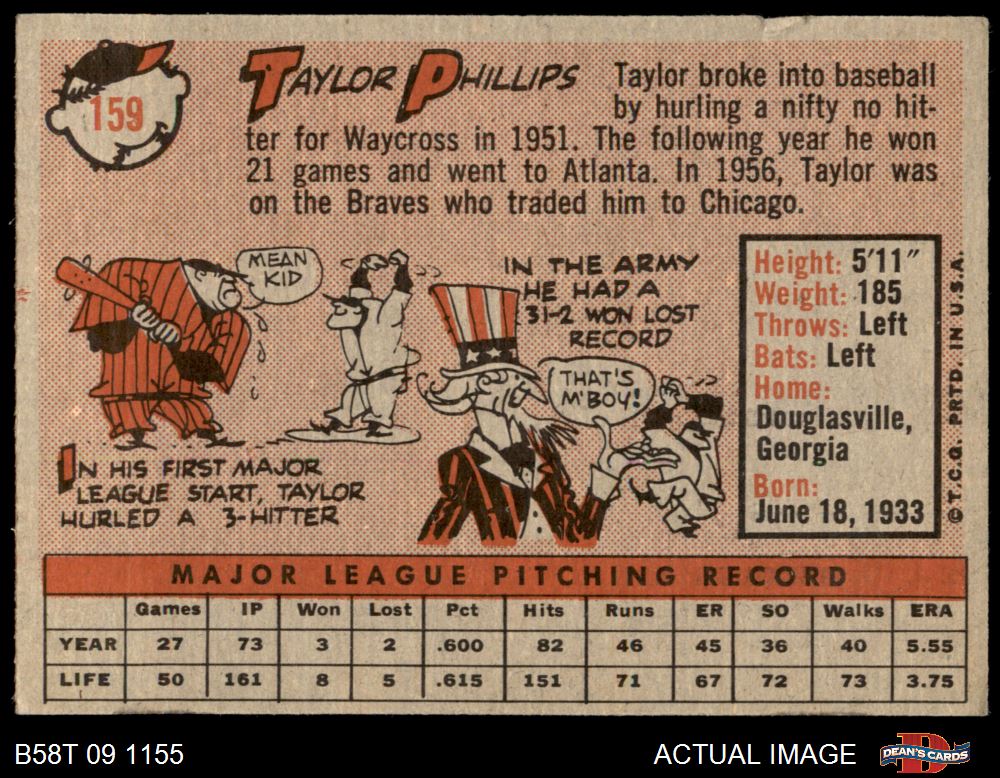 159
TAYLOR PHILLIPS
Taylor broke into baseball
by hurling a nifty no hit-
ter for Waycross in 1951. The following year he won
21 games and went to Atlanta. In 1956, Taylor was
on the Braves who traded him to Chicago.
MEAN
KID
IN HIS FIRST MAJOR
LEAGUE START, TAYLOR
HURLED A 3-HITTER
IN THE ARMY
HE HAD A
31-2 WON LOST
RECORD
THAT'S
M'BOY!
Height: 5'11"
Weight: 185
Throws: Left
Bats: Left
Home:
Douglasville,
Georgia
Born:
June 18, 1933
© T.C.G. PRTD. IN U.S.A.
MAJOR LEAGUE PITCHING RECORD
Games IP Won Lost Pct Hits Runs ER SO Walks ERA
YEAR 27 73 3 2 .600 82 46 45 36 40 5.55
LIFE 50 161 8 5 .615 151 71 67 72 73 3.75
B58T 09 1155
ACTUAL IMAGE
DEAN'S CARDS